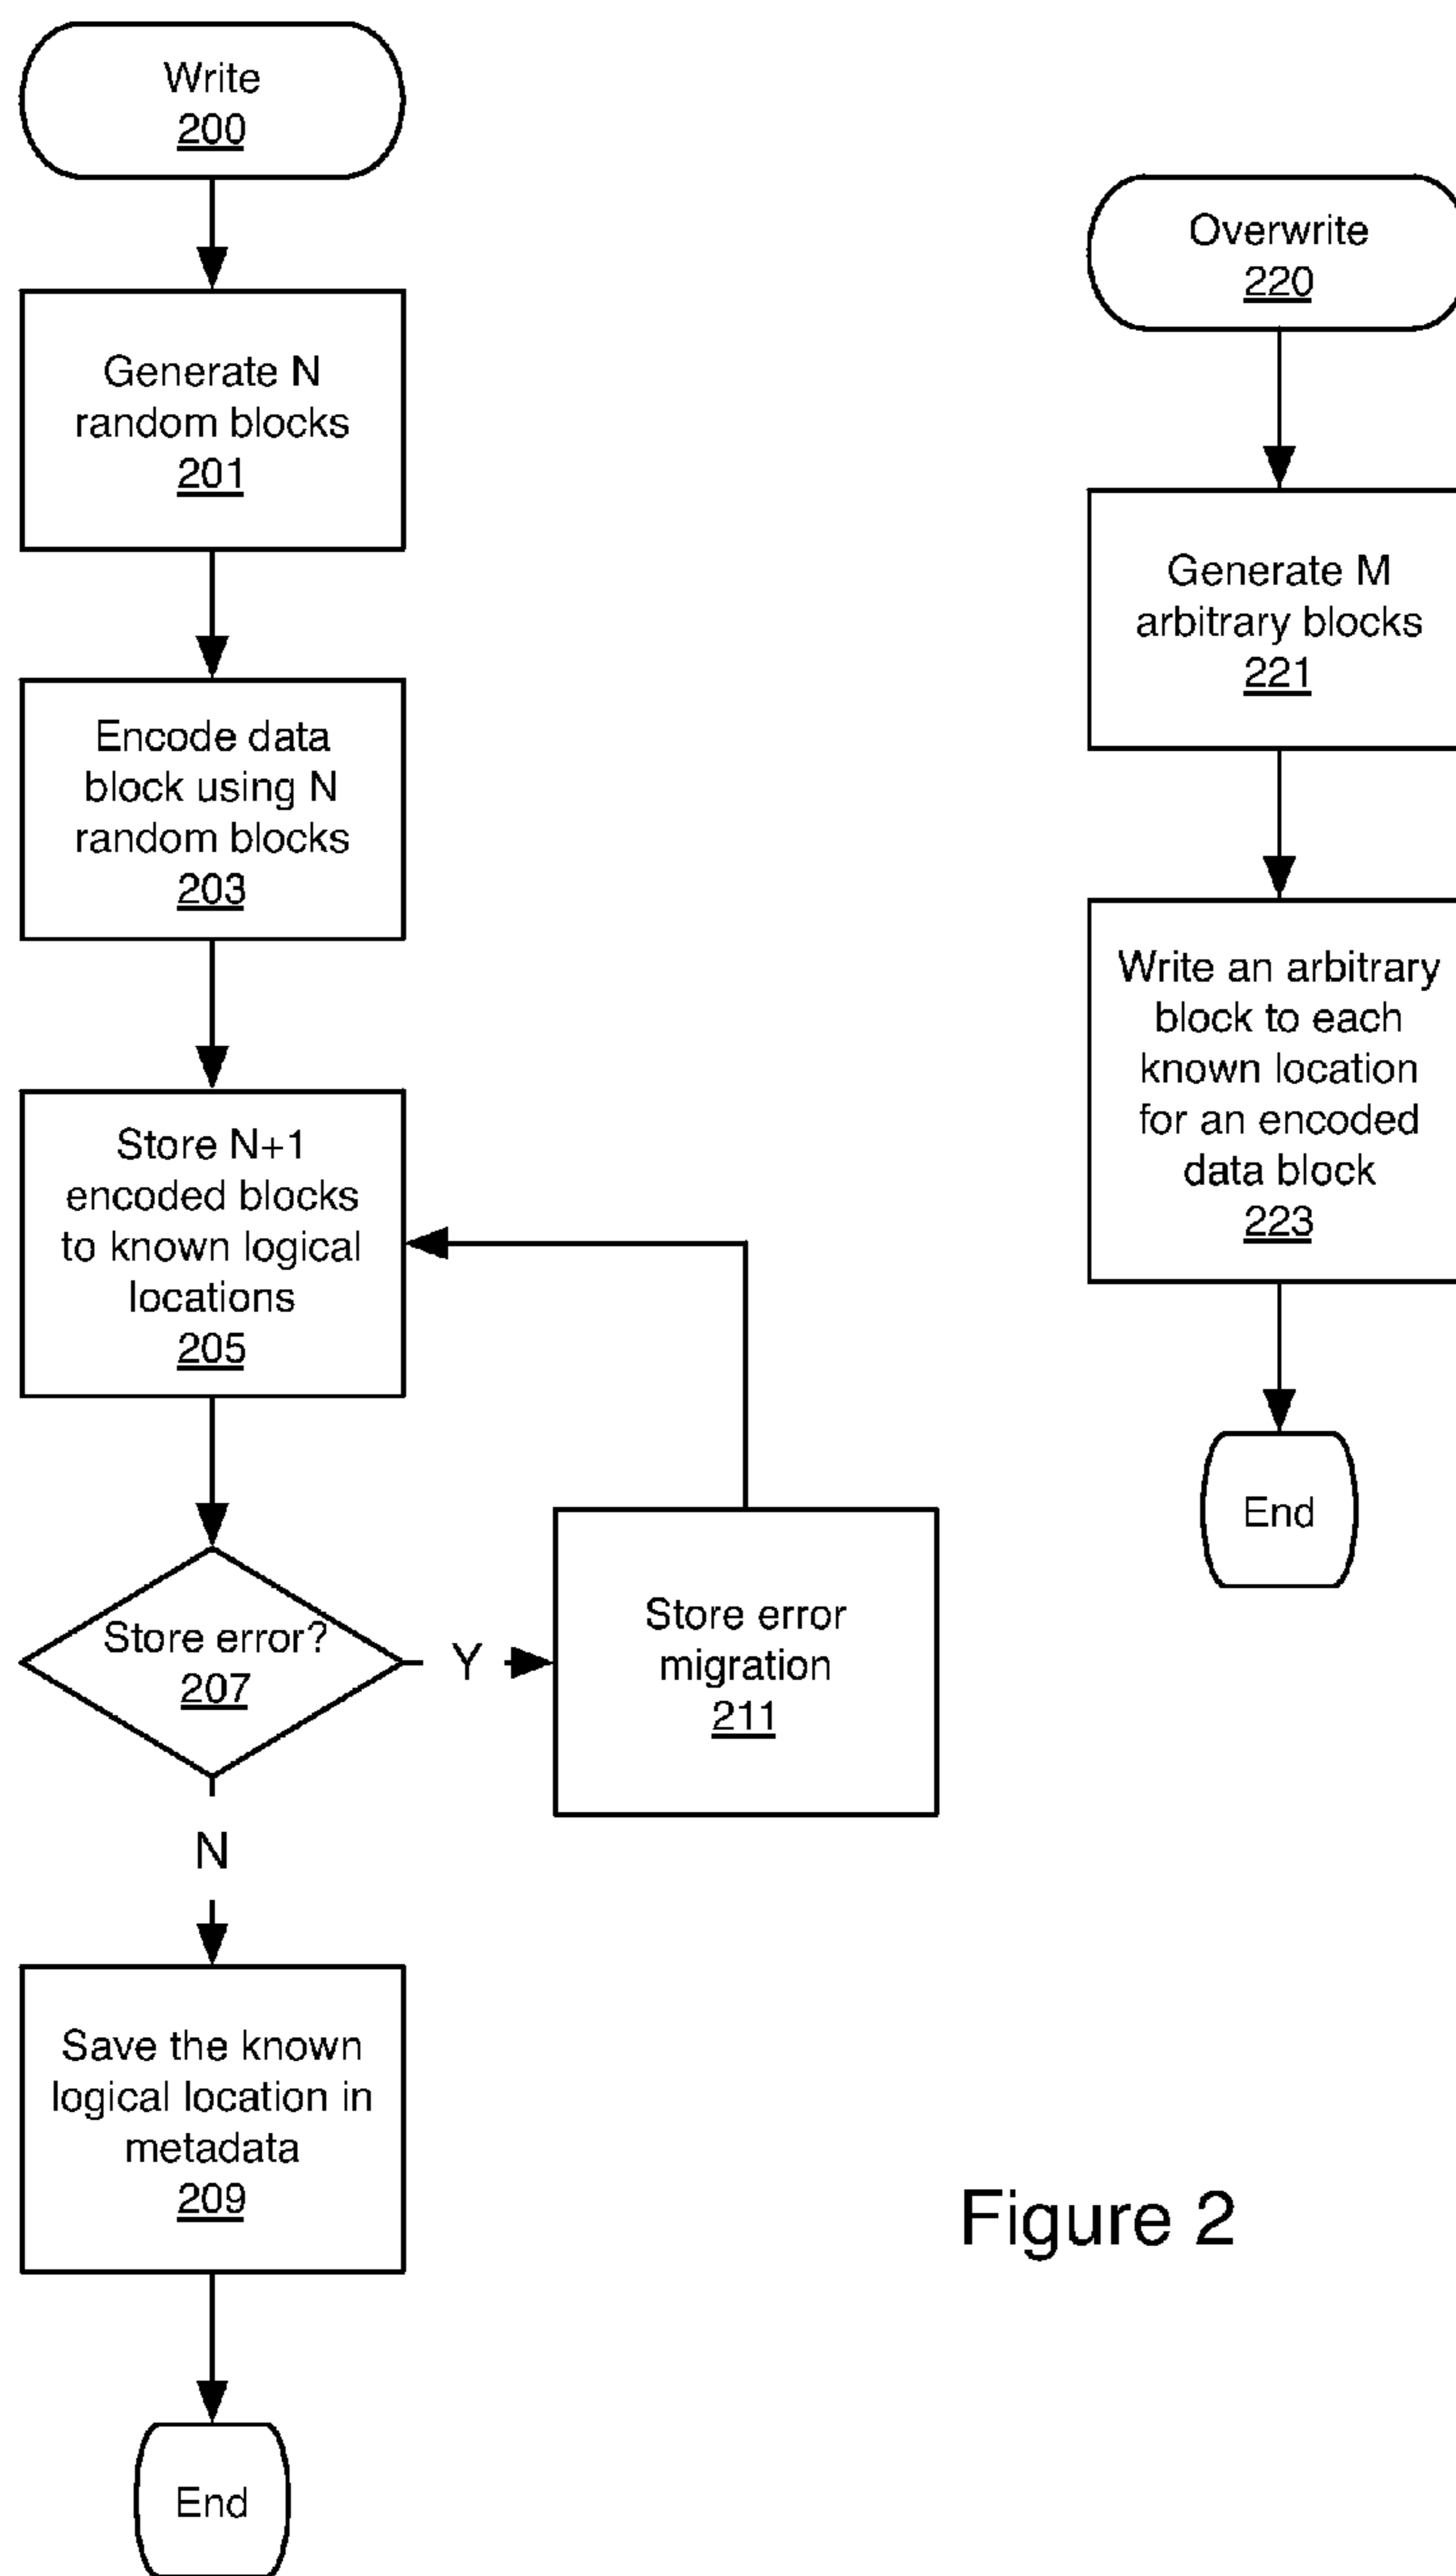 Write
200
Generate N
random blocks
201
Encode data
block using N
random blocks
203
Store N+1
encoded blocks
to known logical
locations
205
Store error?
207
Y
Store error
migration
211
N
Save the known
logical location in
metadata
209
End
Overwrite
220
Generate M
arbitrary blocks
221
Write an arbitrary
block to each
known location
for an encoded
data block
223
End
Figure 2